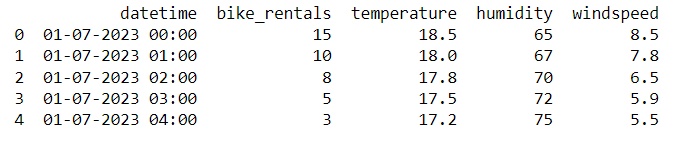 datetime bike_rentals temperature humidity windspeed
0 01-07-2023 00:00 15 18.5 65 8.5
1 01-07-2023 01:00 10 18.0 67 7.8
2 01-07-2023 02:00 8 17.8 70 6.5
3 01-07-2023 03:00 5 17.5 72 5.9
4 01-07-2023 04:00 3 17.2 75 5.5